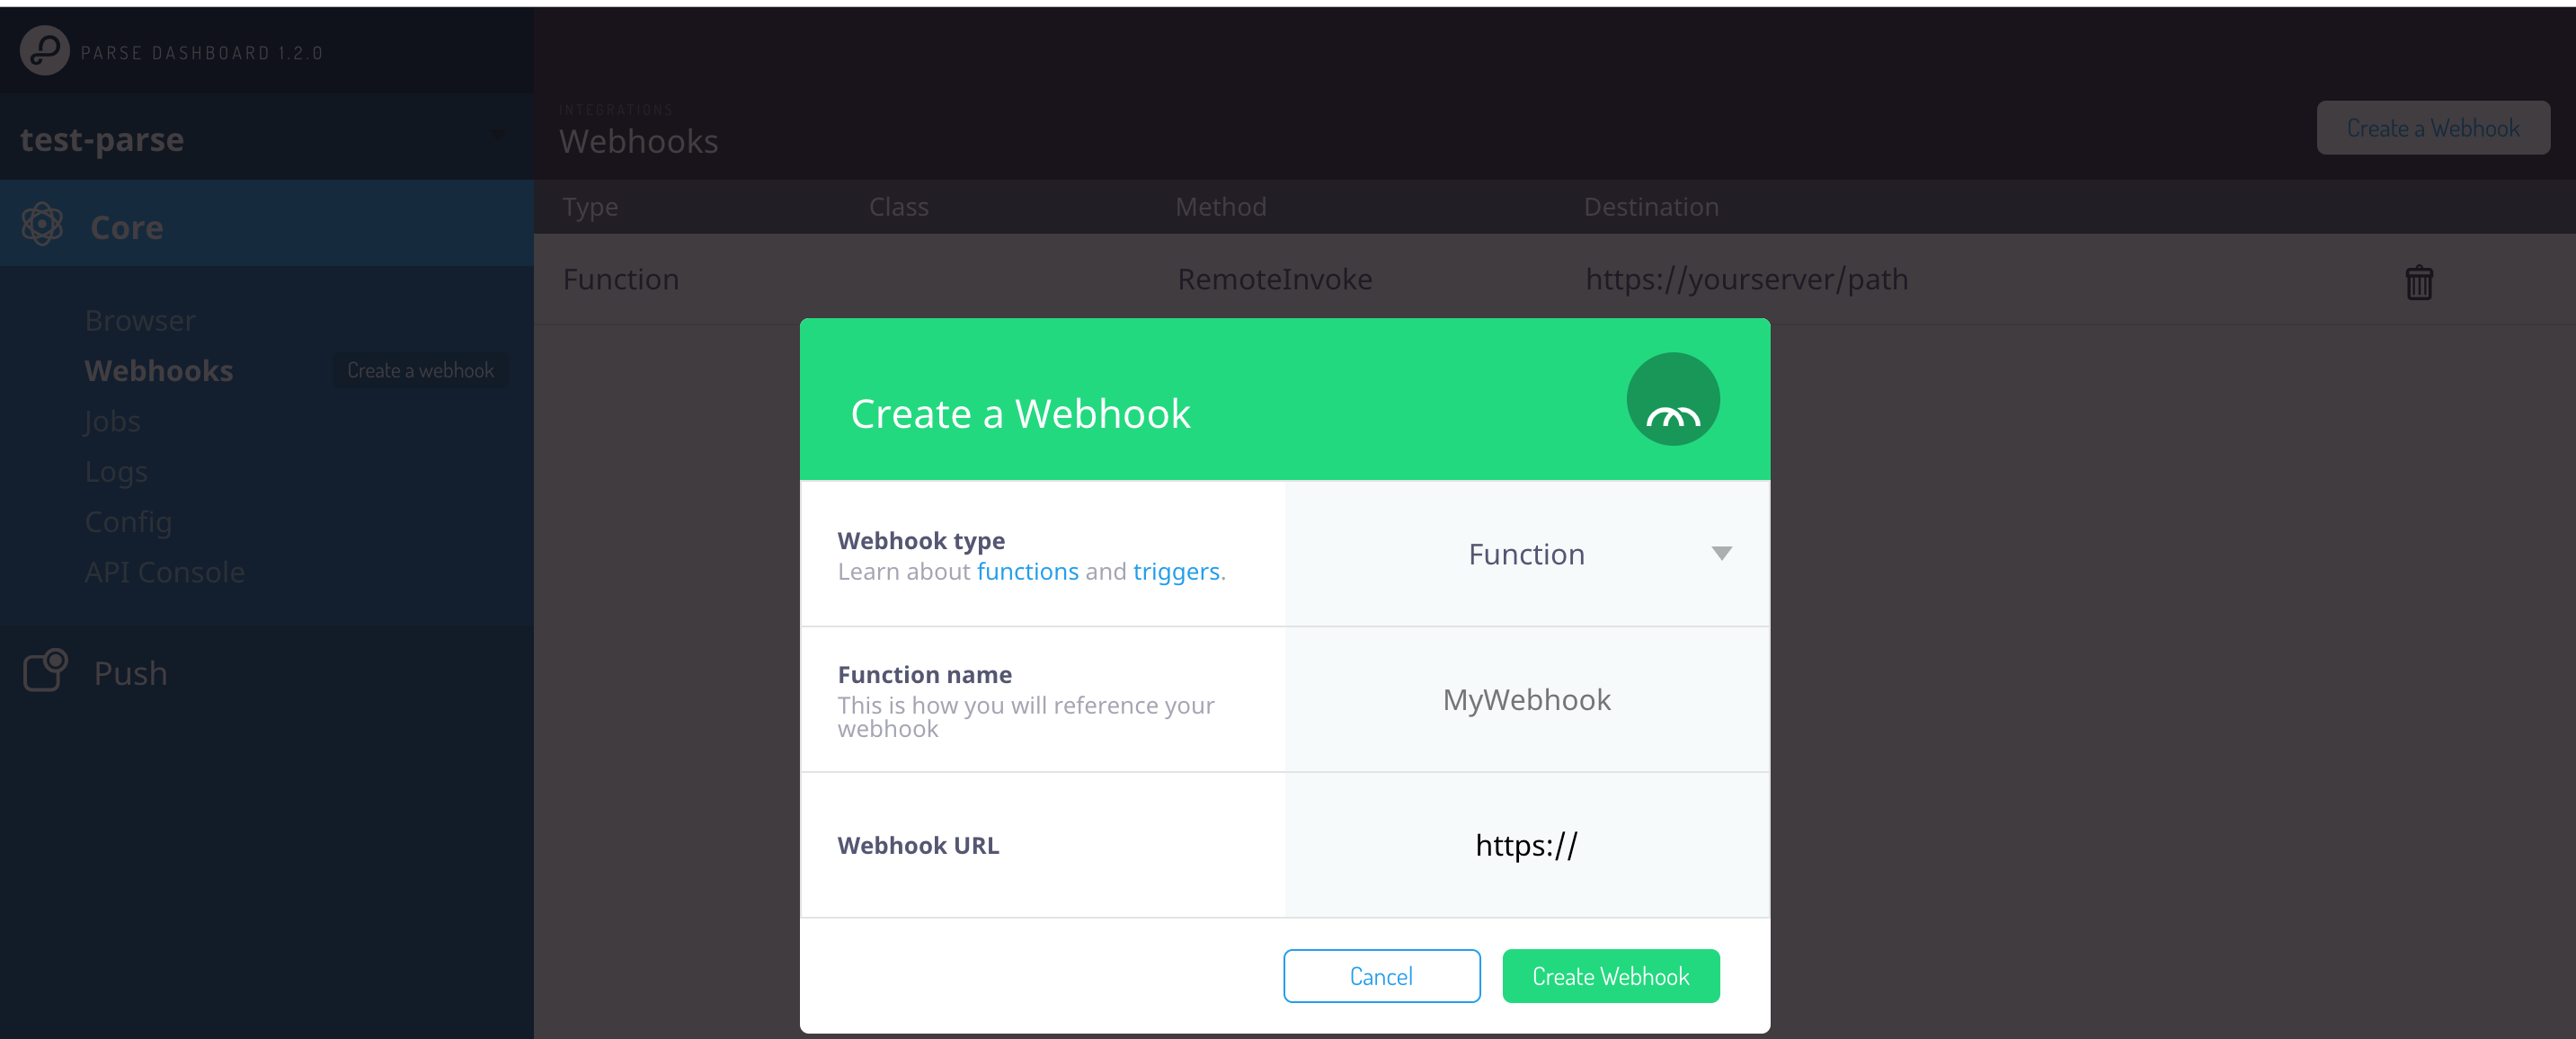 PARSE DASHBOARD 1.2.0
test-parse
Core
Browser
Webhooks
Create a webhook
Jobs
Logs
Config
API Console
Push
INTEGRATIONS
Webhooks
Create a Webhook
Type Class Method Destination
Function RemoteInvoke https://yourserver/path
Create a Webhook
Webhook type
Learn about functions and triggers.
Function
Function name
This is how you will reference your
webhook
MyWebhook
Webhook URL
https://
Cancel
Create Webhook